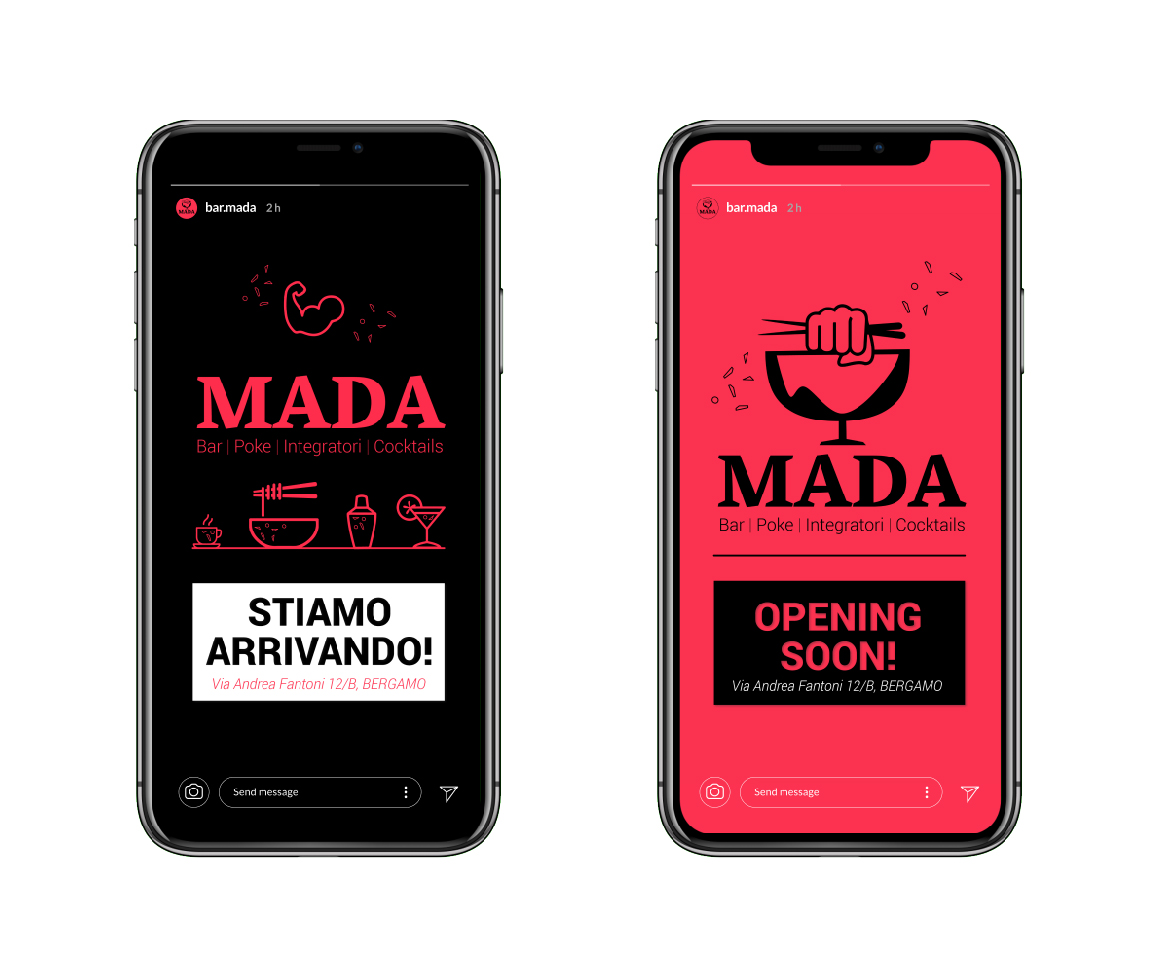 bar.mada 2 h
MADA
MADA
Bar | Poke | Integratori | Cocktails
STIAMO
ARRIVANDO!
Via Andrea Fantoni 12/B, BERGAMO
Send message
bar.mada 2 h
MADA
MADA
Bar | Poke | Integratori | Cocktails
OPENING
SOON!
Via Andrea Fantoni 12/B, BERGAMO
Send message